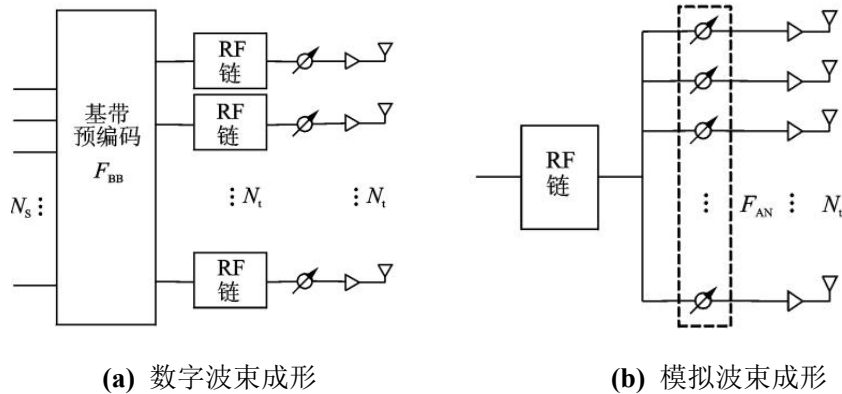 基带
预编码
F_BB
N_S ⋮
RF
链
RF
链
⋮ N_t
⋮ N_t
RF
链
(a) 数字波束成形
RF
链
⋮
F_AN
⋮ N_t
(b) 模拟波束成形